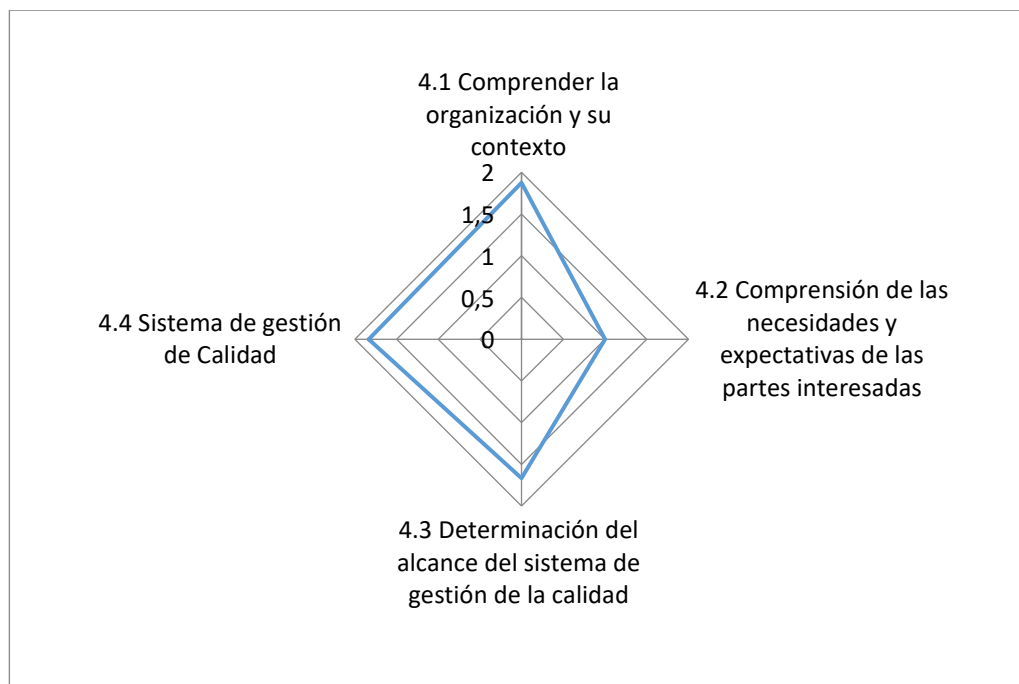 4.1 Comprender la
organización y su
contexto
2
1,5
1
0,5
0
4.2 Comprensión de las
necesidades y
expectativas de las
partes interesadas
4.4 Sistema de gestión
de Calidad
4.3 Determinación del
alcance del sistema de
gestión de la calidad